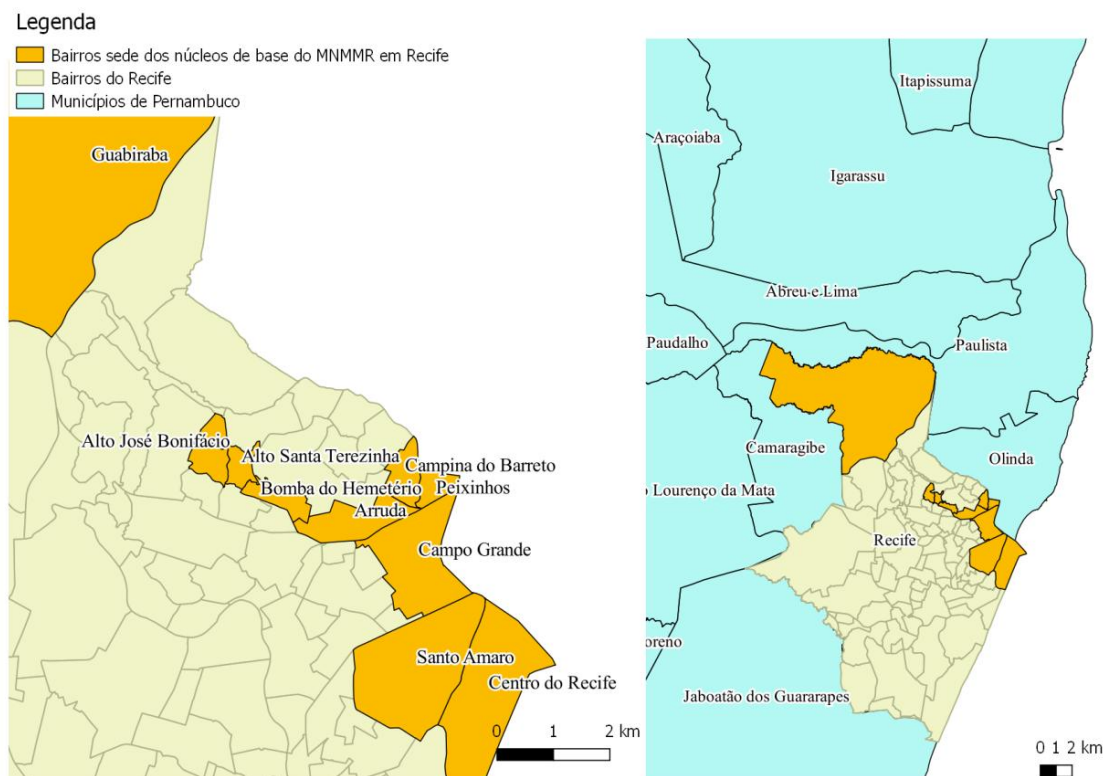 Legenda
Bairros sede dos núcleos de base do MNMMR em Recife
Bairros do Recife
Municípios de Pernambuco
Guabiraba
Alto José Bonifácio
Alto Santa Terezinha
Campina do Barreto
Bomba do Hemetério
Peixinhos
Arruda
Campo Grande
Santo Amaro
Centro do Recife
0 1 2 km
Itapissuma
Araçoiaba
Igarassu
Abreu e Lima
Paudalho
Paulista
Camaragibe
Olinda
o Lourenço da Mata
Recife
oreno
Jaboatão dos Guararapes
0 1 2 km